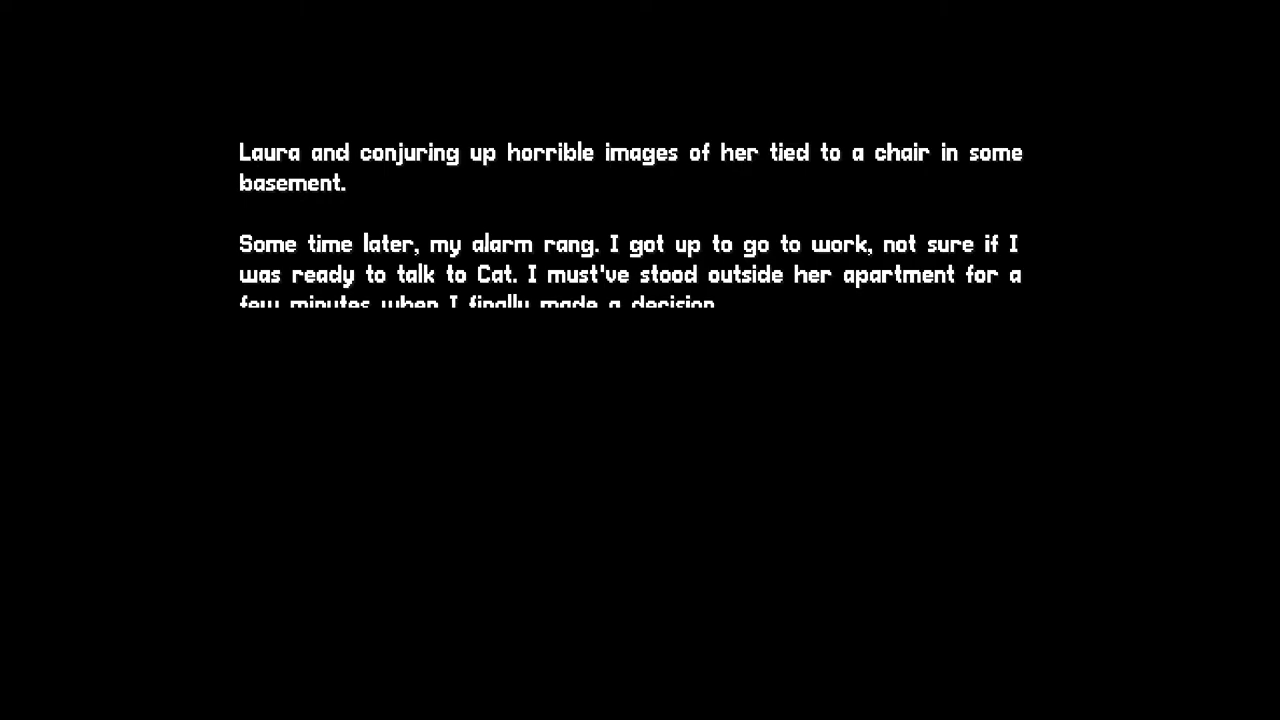 Laura and conjuring up horrible images of her tied to a chair in some
basement.
Some time later, my alarm rang. I got up to go to work, not sure if I
was ready to talk to Cat. I must've stood outside her apartment for a
few minutes when I finally made a decision